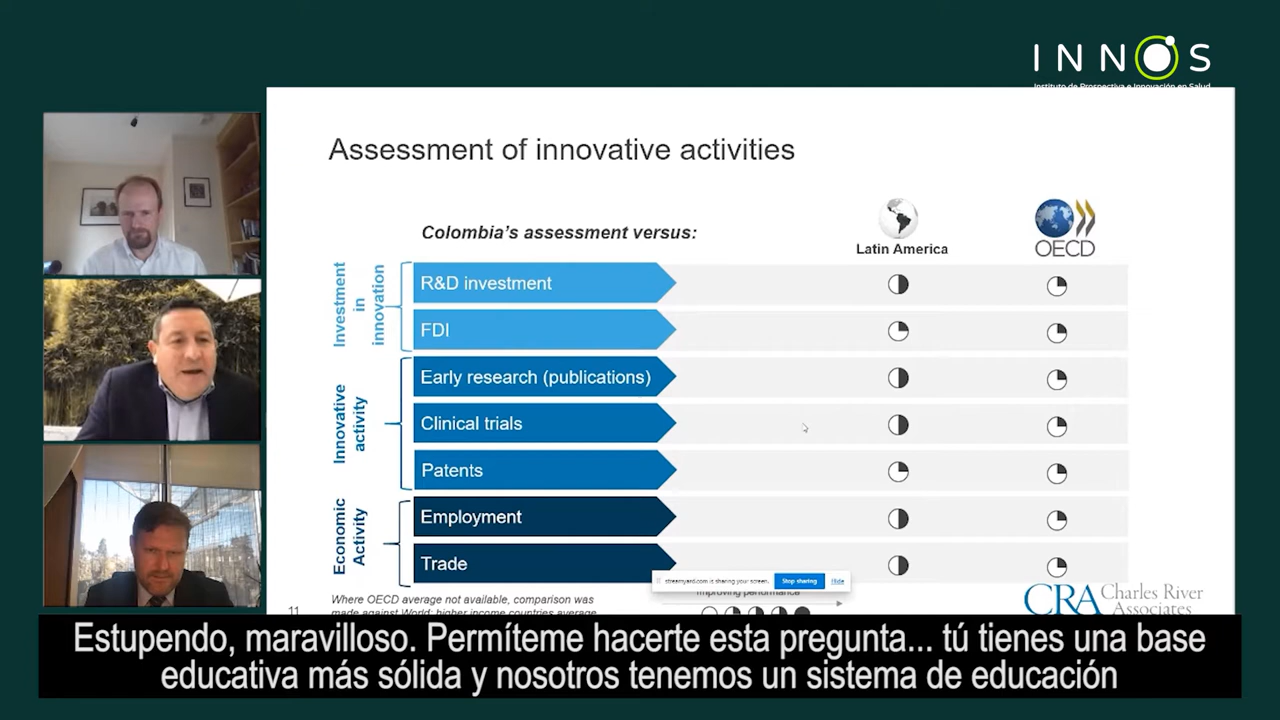 INNOS
Instituto de Prospectiva e Innovación en Salud
Assessment of innovative activities
Colombia's assessment versus:
Latin America
OECD
Investment
in
innovation
R&D investment
FDI
Innovative
activity
Early research (publications)
Clinical trials
Patents
Economic
Activity
Employment
Trade
streamyard.com is sharing your screen.
Stop sharing
Hide
Improving performance
Where OECD average not available, comparison was
made against World: higher income countries average
11
CRA Charles River
Associates
Estupendo, maravilloso. Permíteme hacerte esta pregunta... tú tienes una base
educativa más sólida y nosotros tenemos un sistema de educación